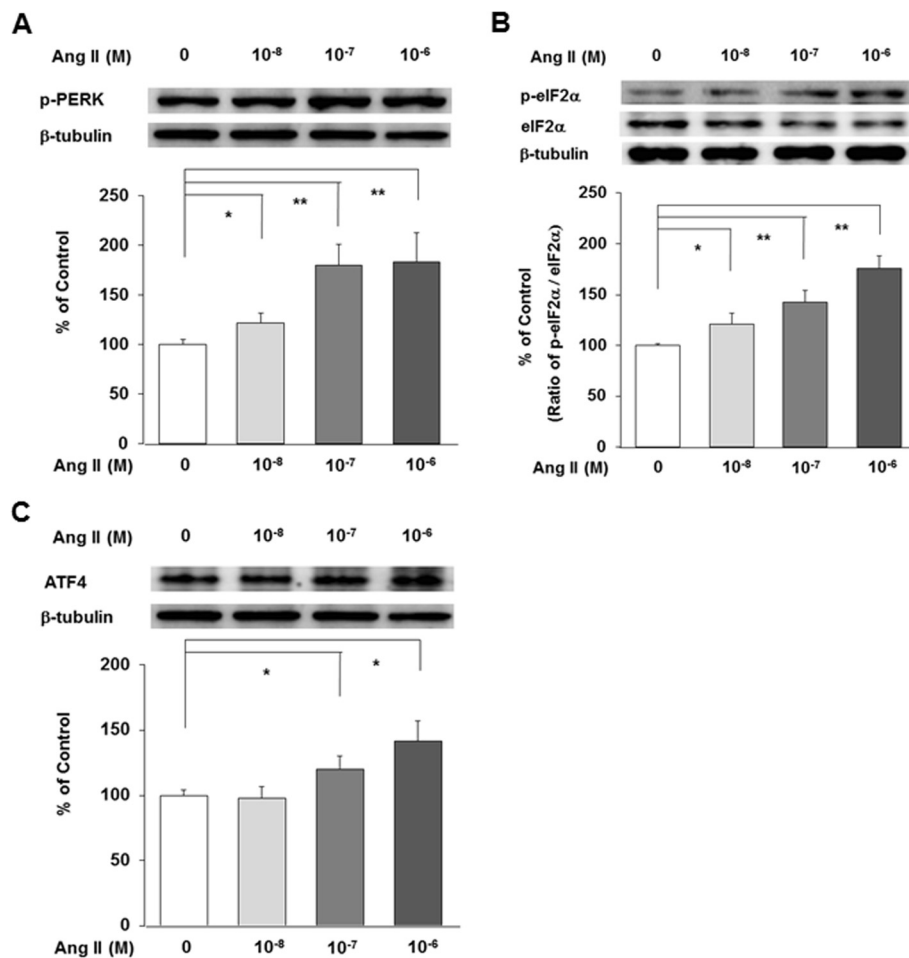 A
Ang II (M) 0 10⁻⁸ 10⁻⁷ 10⁻⁶
p-PERK
β-tubulin
* ** **
% of Control
250
200
150
100
50
0
Ang II (M) 0 10⁻⁸ 10⁻⁷ 10⁻⁶
B
Ang II (M) 0 10⁻⁸ 10⁻⁷ 10⁻⁶
p-eIF2α
eIF2α
β-tubulin
* ** **
% of Control
(Ratio of p-eIF2α / eIF2α)
250
200
150
100
50
0
Ang II (M) 0 10⁻⁸ 10⁻⁷ 10⁻⁶
C
Ang II (M) 0 10⁻⁸ 10⁻⁷ 10⁻⁶
ATF4
β-tubulin
* *
% of Control
200
150
100
50
0
Ang II (M) 0 10⁻⁸ 10⁻⁷ 10⁻⁶